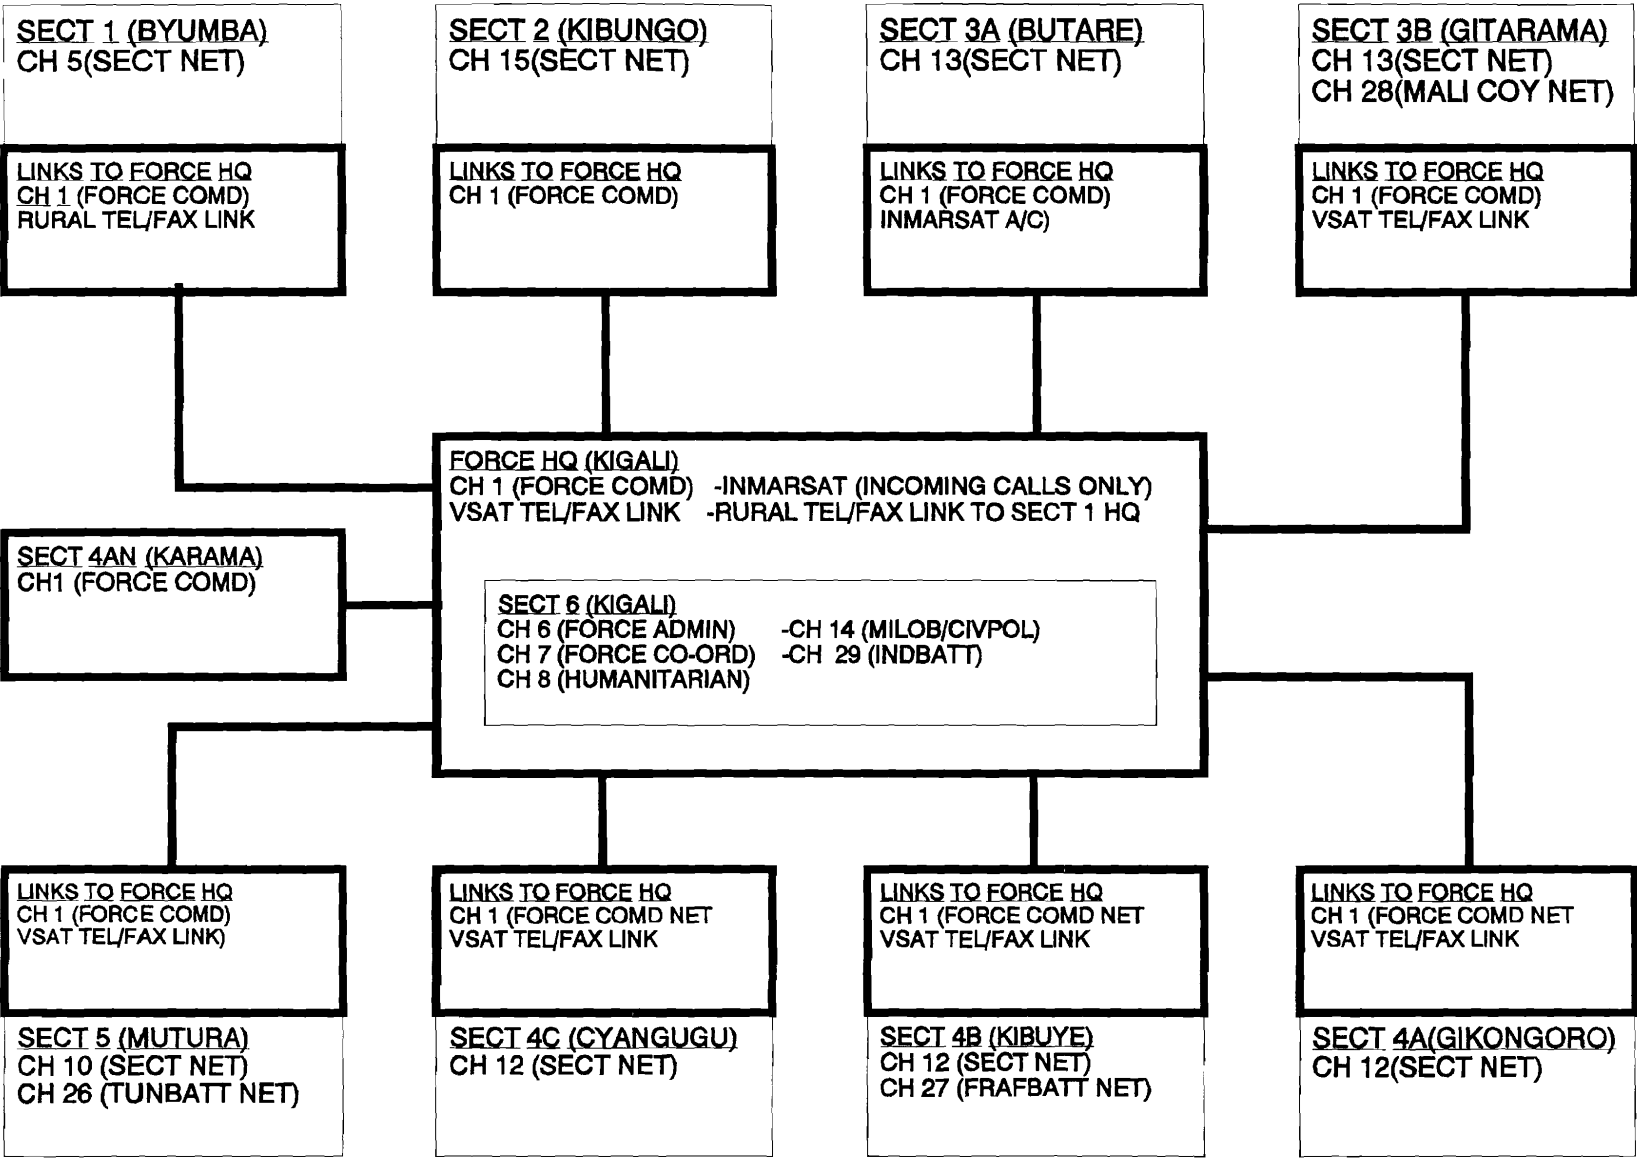 SECT 1 (BYUMBA)
CH 5(SECT NET)
LINKS TO FORCE HQ
CH 1 (FORCE COMD)
RURAL TEL/FAX LINK
SECT 2 (KIBUNGO)
CH 15(SECT NET)
LINKS TO FORCE HQ
CH 1 (FORCE COMD)
SECT 3A (BUTARE)
CH 13(SECT NET)
LINKS TO FORCE HQ
CH 1 (FORCE COMD)
INMARSAT A/C)
SECT 3B (GITARAMA)
CH 13(SECT NET)
CH 28(MALI COY NET)
LINKS TO FORCE HQ
CH 1 (FORCE COMD)
VSAT TEL/FAX LINK
FORCE HQ (KIGALI)
CH 1 (FORCE COMD) -INMARSAT (INCOMING CALLS ONLY)
VSAT TEL/FAX LINK -RURAL TEL/FAX LINK TO SECT 1 HQ
SECT 4AN (KARAMA)
CH1 (FORCE COMD)
SECT 6 (KIGALI)
CH 6 (FORCE ADMIN) -CH 14 (MILOB/CIVPOL)
CH 7 (FORCE CO-ORD) -CH 29 (INDBATT)
CH 8 (HUMANITARIAN)
LINKS TO FORCE HQ
CH 1 (FORCE COMD)
VSAT TEL/FAX LINK)
SECT 5 (MUTURA)
CH 10 (SECT NET)
CH 26 (TUNBATT NET)
LINKS TO FORCE HQ
CH 1 (FORCE COMD NET
VSAT TEL/FAX LINK
SECT 4C (CYANGUGU)
CH 12 (SECT NET)
LINKS TO FORCE HQ
CH 1 (FORCE COMD NET
VSAT TEL/FAX LINK
SECT 4B (KIBUYE)
CH 12 (SECT NET)
CH 27 (FRAFBATT NET)
LINKS TO FORCE HQ
CH 1 (FORCE COMD NET
VSAT TEL/FAX LINK
SECT 4A(GIKONGORO)
CH 12(SECT NET)